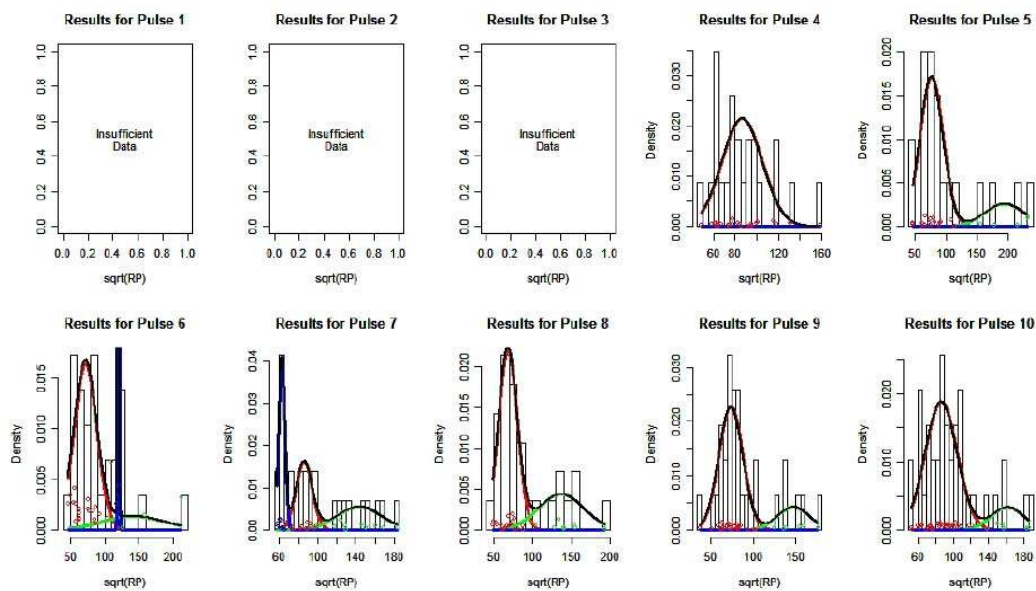 Results for Pulse 1
Results for Pulse 2
Results for Pulse 3
Results for Pulse 4
Results for Pulse 5
1.0
0.8
0.6
0.4
0.2
0.0
Insufficient
Data
0.0 0.2 0.4 0.6 0.8 1.0
sqrt(RP)
1.0
0.8
0.6
0.4
0.2
0.0
Insufficient
Data
0.0 0.2 0.4 0.6 0.8 1.0
sqrt(RP)
1.0
0.8
0.6
0.4
0.2
0.0
Insufficient
Data
0.0 0.2 0.4 0.6 0.8 1.0
sqrt(RP)
Density
0.030
0.020
0.010
0.000
60 80 120 160
sqrt(RP)
Density
0.020
0.015
0.010
0.005
0.000
50 100 150 200
sqrt(RP)
Results for Pulse 6
Results for Pulse 7
Results for Pulse 8
Results for Pulse 9
Results for Pulse 10
Density
0.015
0.010
0.005
0.000
50 100 150 200
sqrt(RP)
Density
0.04
0.03
0.02
0.01
0.00
60 100 140 180
sqrt(RP)
Density
0.020
0.015
0.010
0.005
0.000
50 100 150 200
sqrt(RP)
Density
0.030
0.020
0.010
0.000
50 100 150
sqrt(RP)
Density
0.020
0.010
0.000
60 100 140 180
sqrt(RP)